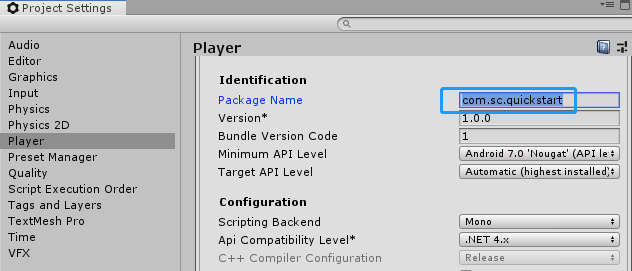 Project Settings
Audio
Editor
Graphics
Input
Physics
Physics 2D
Player
Preset Manager
Quality
Script Execution Order
Tags and Layers
TextMesh Pro
Time
VFX
Player
Identification
Package Name com.sc.quickstart
Version* 1.0.0
Bundle Version Code 1
Minimum API Level Android 7.0 'Nougat' (API le
Target API Level Automatic (highest installed)
Configuration
Scripting Backend Mono
Api Compatibility Level* .NET 4.x
C++ Compiler Configuration Release